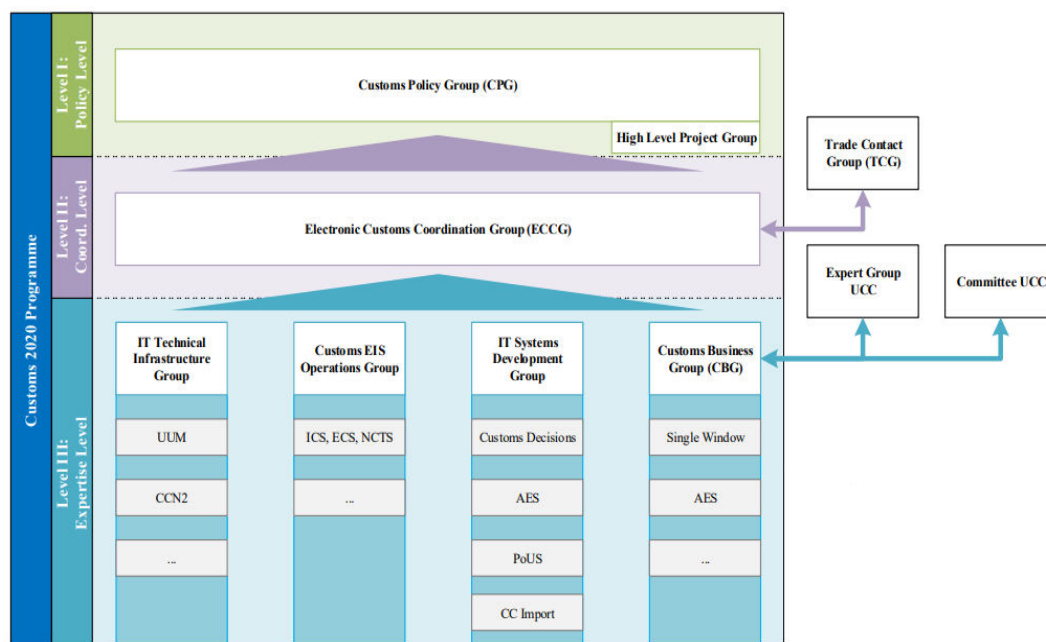 Customs 2020 Programme
Level I:
Policy Level
Customs Policy Group (CPG)
High Level Project Group
Level II:
Coord. Level
Electronic Customs Coordination Group (ECCG)
Trade Contact
Group (TCG)
Expert Group
UCC
Committee UCC
Level III:
Expertise Level
IT Technical
Infrastructure
Group
UUM
CCN2
...
Customs EIS
Operations Group
ICS, ECS, NCTS
...
IT Systems
Development
Group
Customs Decisions
AES
PoUS
CC Import
Customs Business
Group (CBG)
Single Window
AES
...